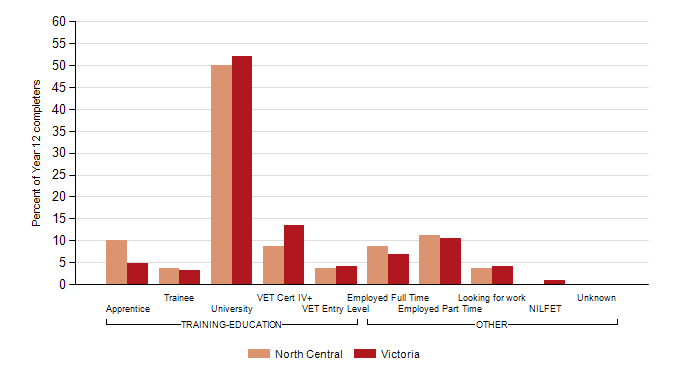 Percent of Year 12 completers
60
55
50
45
40
35
30
25
20
15
10
5
0
Trainee VET Cert IV+ Employed Full Time Looking for work Unknown
Apprentice University VET Entry Level Employed Part Time NILFET
TRAINING-EDUCATION OTHER
North Central Victoria